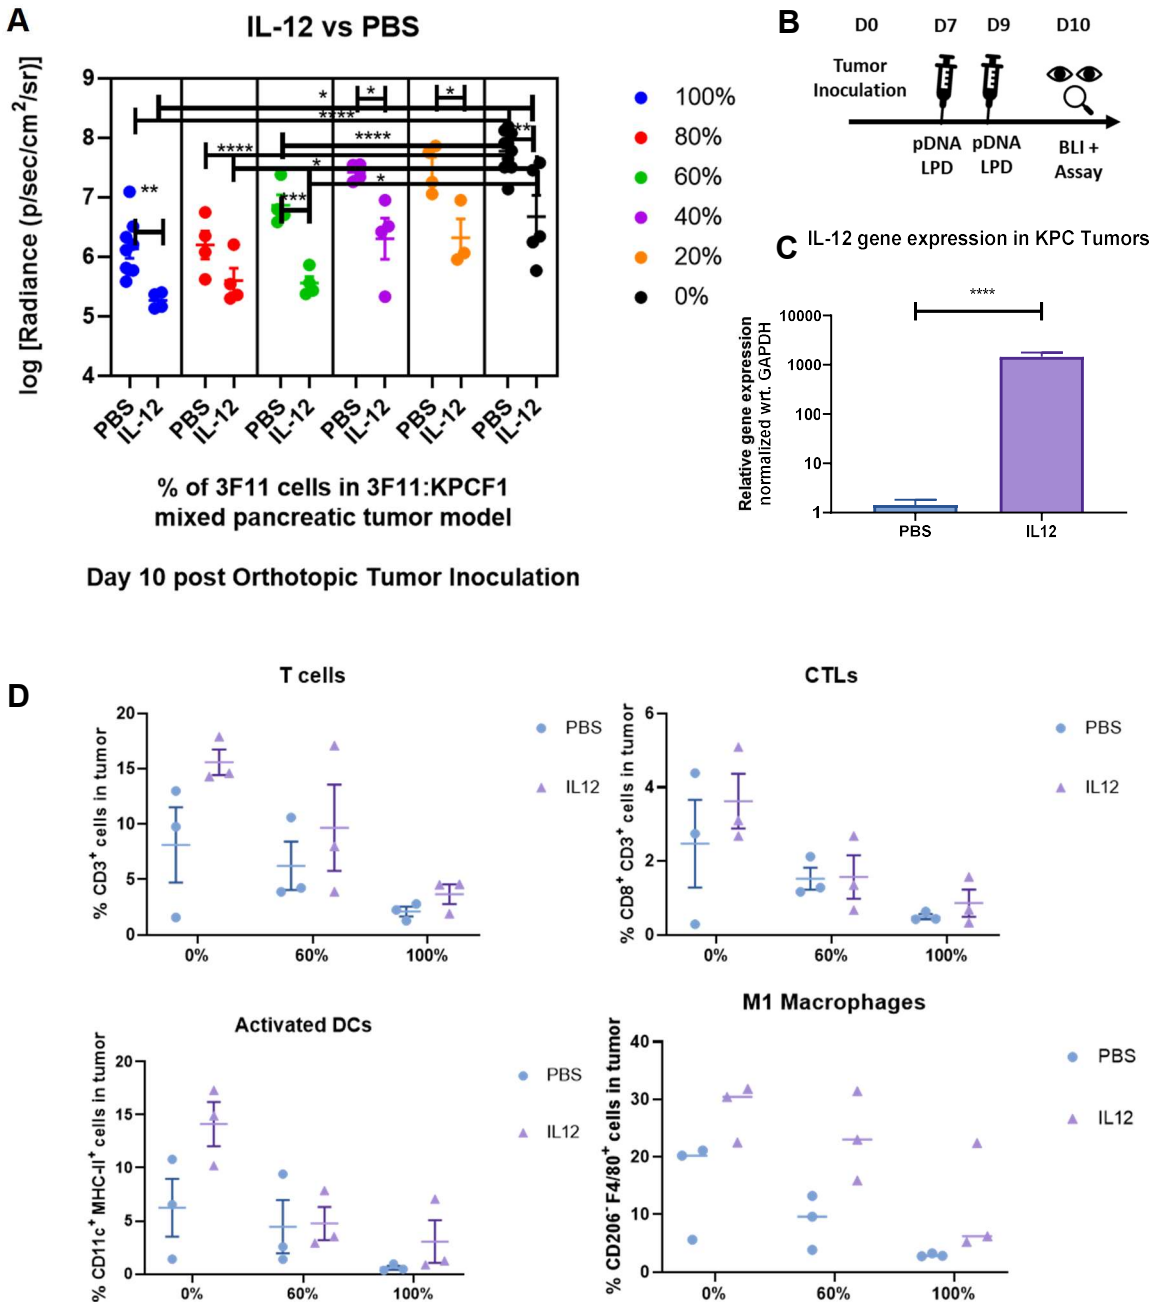 A
IL-12 vs PBS
log [Radiance (p/sec/cm²/sr)]
9
8
7
6
5
4
*
****
*
*
**
****
****
*
*
**
***
PBS
IL-12
PBS
IL-12
PBS
IL-12
PBS
IL-12
PBS
IL-12
PBS
IL-12
% of 3F11 cells in 3F11:KPCF1
mixed pancreatic tumor model
Day 10 post Orthotopic Tumor Inoculation
100%
80%
60%
40%
20%
0%
B
D0
D7
D9
D10
Tumor
Inoculation
pDNA
LPD
pDNA
LPD
BLI +
Assay
C
IL-12 gene expression in KPC Tumors
Relative gene expression
normalized wrt. GAPDH
10000
1000
100
10
1
****
PBS
IL12
D
T cells
% CD3⁺ cells in tumor
20
15
10
5
0
0%
60%
100%
PBS
IL12
CTLs
% CD8⁺ CD3⁺ cells in tumor
6
4
2
0
0%
60%
100%
PBS
IL12
Activated DCs
% CD11c⁺ MHC-II⁺ cells in tumor
20
15
10
5
0
0%
60%
100%
PBS
IL12
M1 Macrophages
% CD206⁻ F4/80⁺ cells in tumor
40
30
20
10
0
0%
60%
100%
PBS
IL12